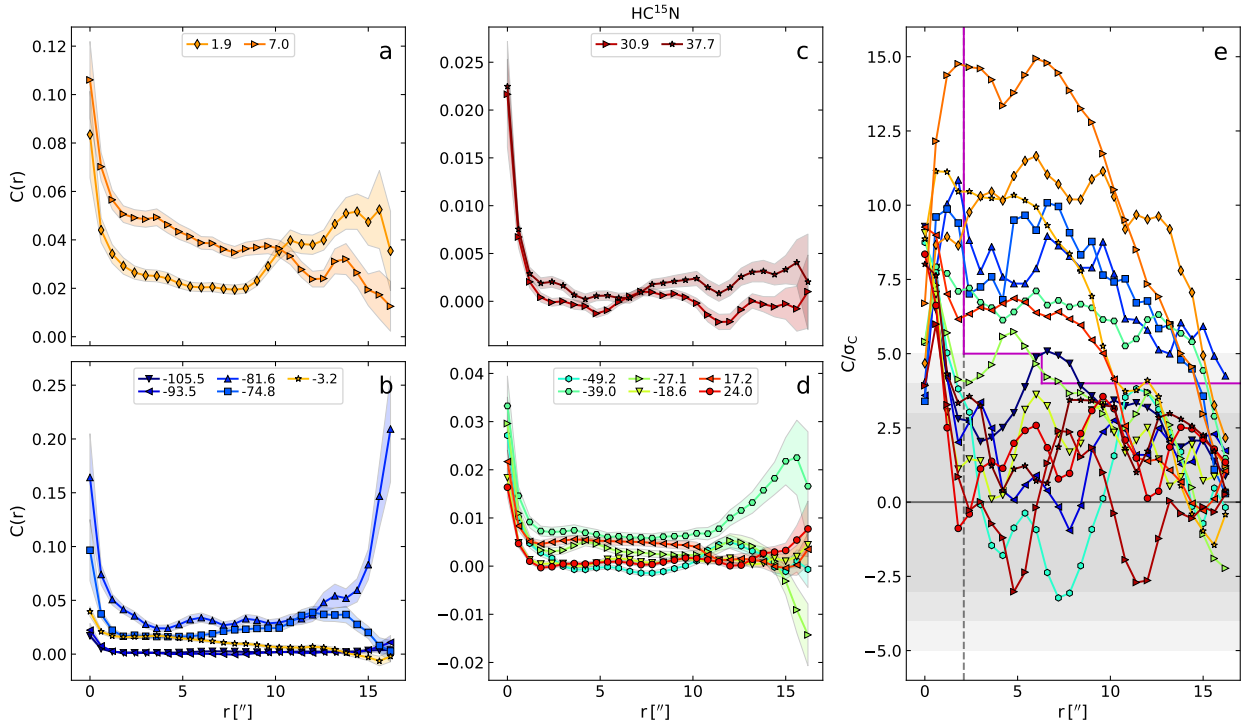 HC¹⁵N
a
1.9 7.0
C(r)
0.12
0.10
0.08
0.06
0.04
0.02
0.00
c
30.9 37.7
0.025
0.020
0.015
0.010
0.005
0.000
e
C/σ_C
15.0
12.5
10.0
7.5
5.0
2.5
0.0
−2.5
−5.0
0 5 10 15
r [″]
b
-105.5 -81.6 -3.2
-93.5 -74.8
C(r)
0.25
0.20
0.15
0.10
0.05
0.00
0 5 10 15
r [″]
d
-49.2 -27.1 17.2
-39.0 -18.6 24.0
0.04
0.03
0.02
0.01
0.00
−0.01
−0.02
0 5 10 15
r [″]